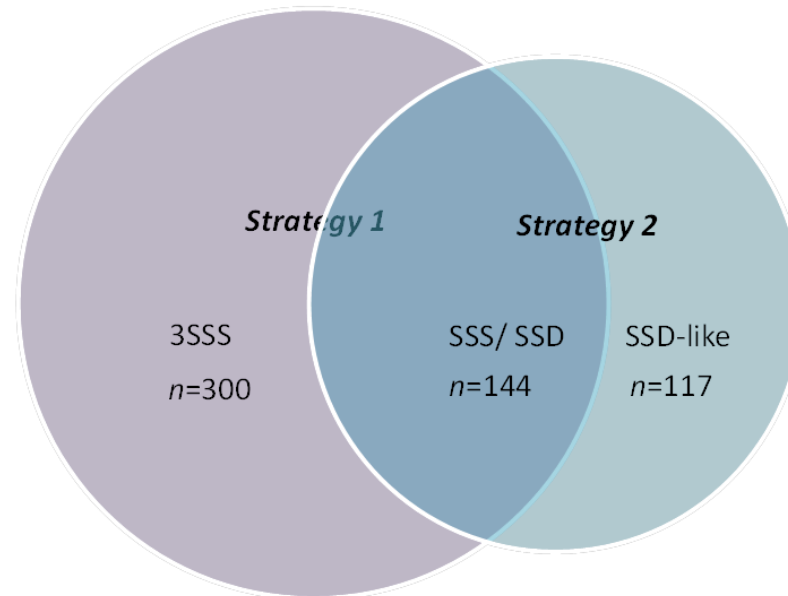 Strategy 1
Strategy 2
3SSS
n=300
SSS/ SSD
n=144
SSD-like
n=117